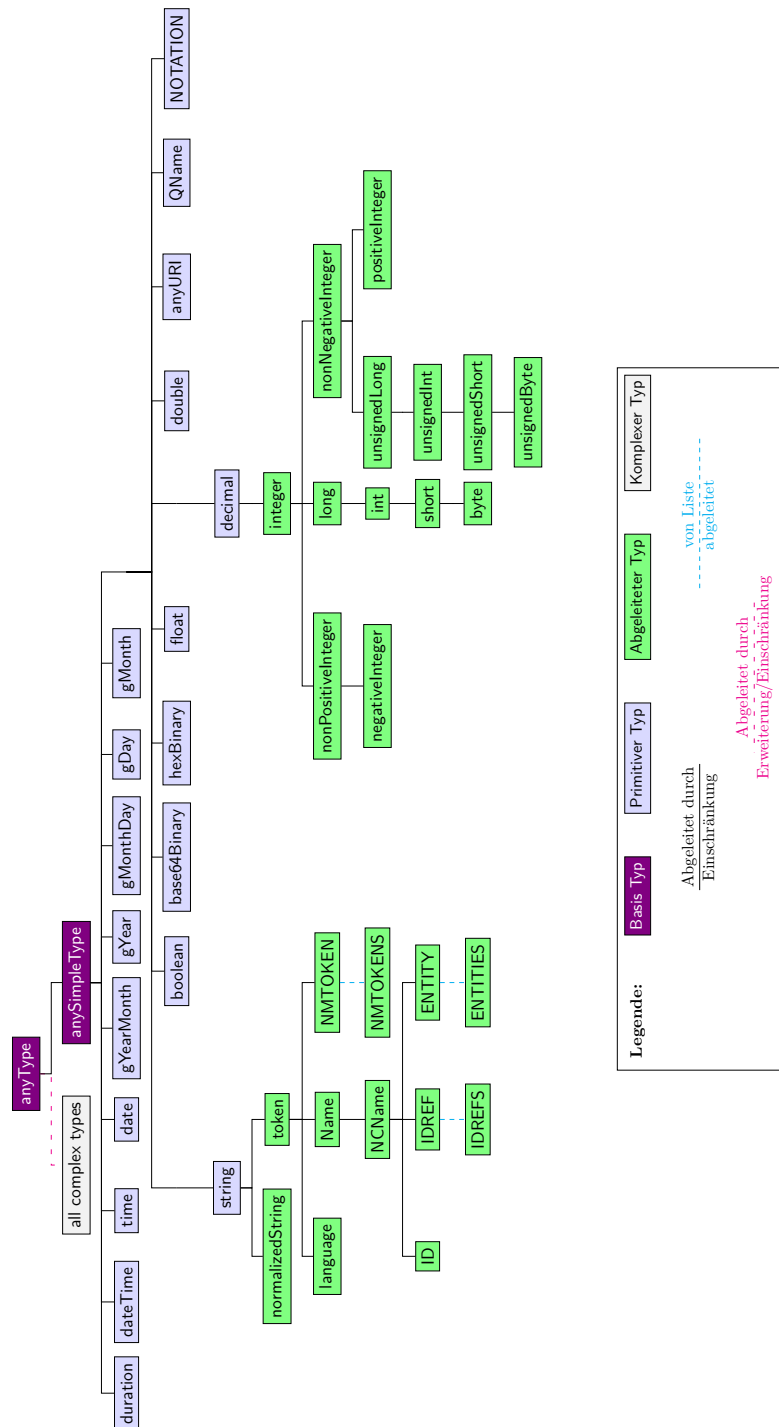 anyType
all complex types
anySimpleType
duration
dateTime
time
date
gYearMonth
gYear
gMonthDay
gDay
gMonth
boolean
base64Binary
hexBinary
float
double
anyURI
QName
NOTATION
string
decimal
normalizedString
token
integer
language
Name
NMTOKEN
nonPositiveInteger
long
nonNegativeInteger
NCName
NMTOKENS
negativeInteger
int
unsignedLong
positiveInteger
ID
IDREF
ENTITY
short
unsignedInt
IDREFS
ENTITIES
byte
unsignedShort
unsignedByte
Legende:
Basis Typ
Primitiver Typ
Abgeleiteter Typ
Komplexer Typ
Abgeleitet durch
Einschränkung
von Liste
abgeleitet
Abgeleitet durch
Erweiterung/Einschränkung